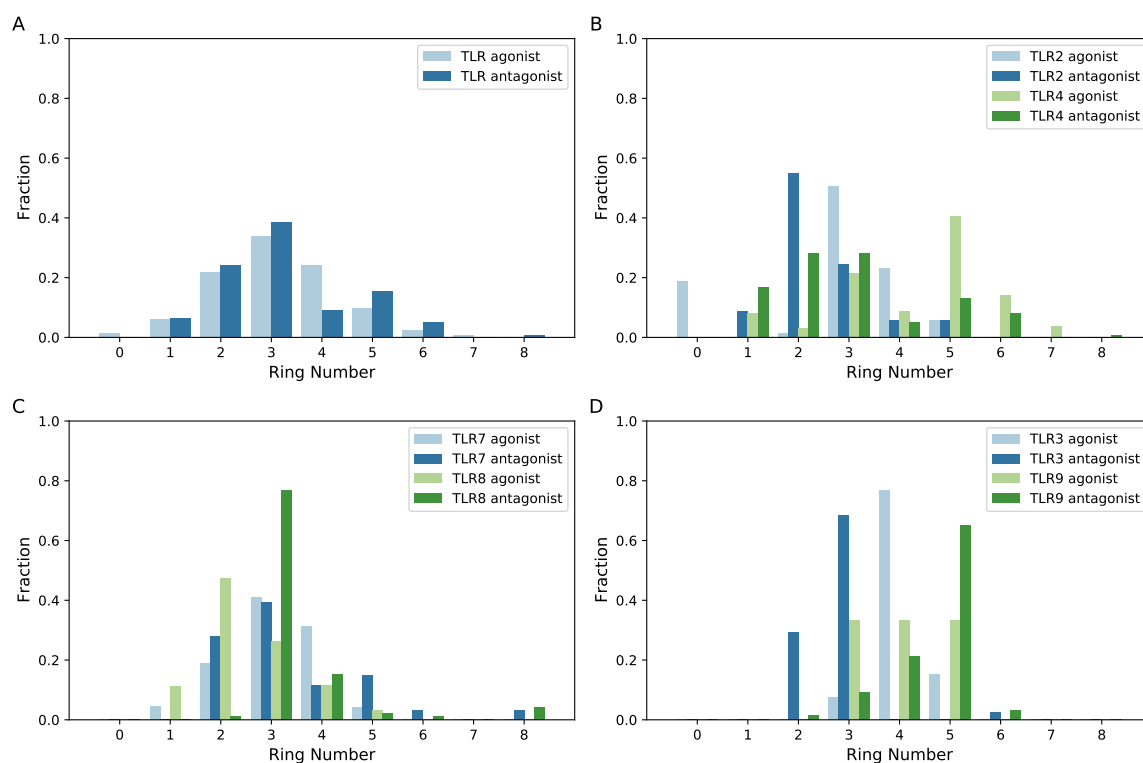 A
1.0
0.8
0.6
0.4
0.2
0.0
Fraction
TLR agonist
TLR antagonist
0 1 2 3 4 5 6 7 8
Ring Number
B
1.0
0.8
0.6
0.4
0.2
0.0
Fraction
TLR2 agonist
TLR2 antagonist
TLR4 agonist
TLR4 antagonist
0 1 2 3 4 5 6 7 8
Ring Number
C
1.0
0.8
0.6
0.4
0.2
0.0
Fraction
TLR7 agonist
TLR7 antagonist
TLR8 agonist
TLR8 antagonist
0 1 2 3 4 5 6 7 8
Ring Number
D
1.0
0.8
0.6
0.4
0.2
0.0
Fraction
TLR3 agonist
TLR3 antagonist
TLR9 agonist
TLR9 antagonist
0 1 2 3 4 5 6 7 8
Ring Number